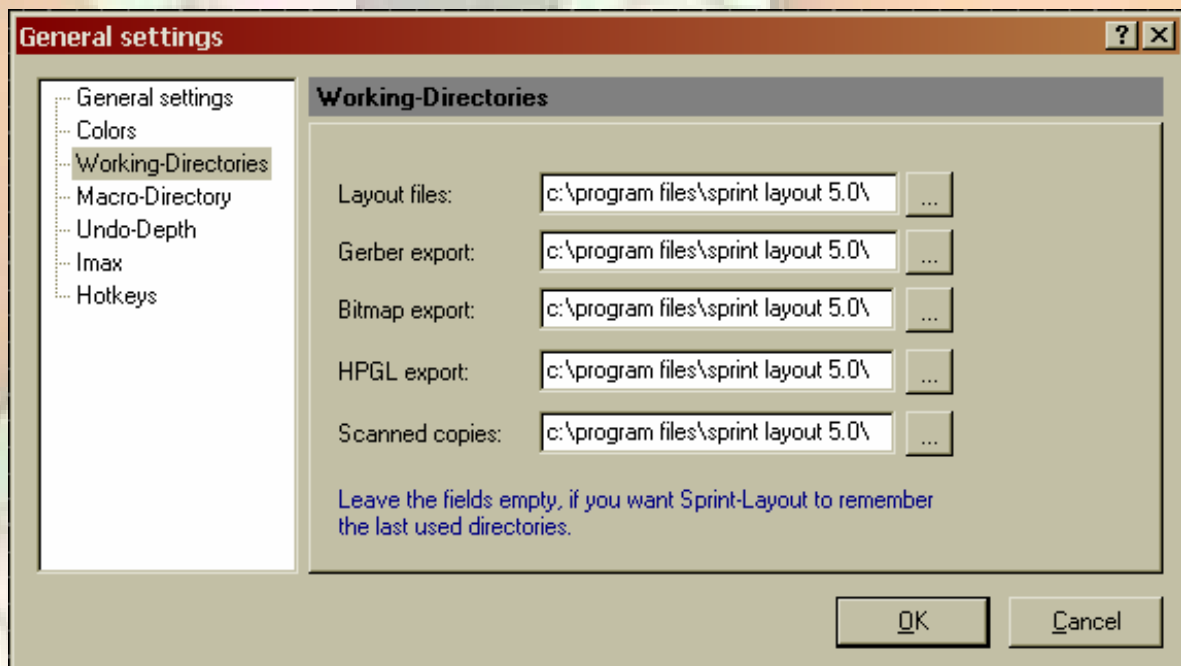 General settings
General settings
Colors
Working-Directories
Macro-Directory
Undo-Depth
Imax
Hotkeys
Working-Directories
Layout files: c:\program files\sprint layout 5.0\ ...
Gerber export: c:\program files\sprint layout 5.0\ ...
Bitmap export: c:\program files\sprint layout 5.0\ ...
HPGL export: c:\program files\sprint layout 5.0\ ...
Scanned copies: c:\program files\sprint layout 5.0\ ...
Leave the fields empty, if you want Sprint-Layout to remember
the last used directories.
OK Cancel